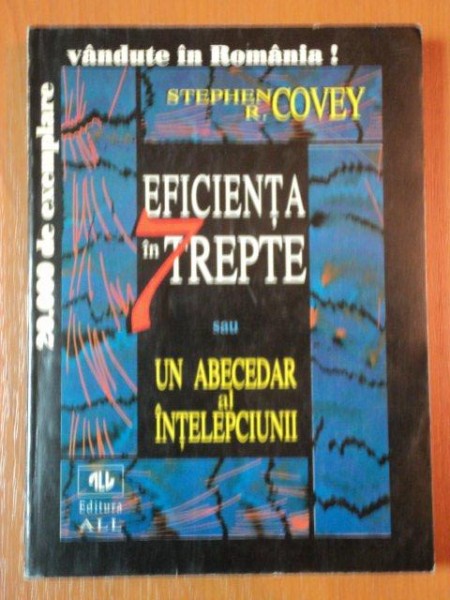 20.000 de exemplare
vândute în România !
STEPHEN
R. COVEY
EFICIENȚA
în 7 TREPTE
sau
UN ABECEDAR
al
ÎNȚELEPCIUNII
ALL
Editura
ALL